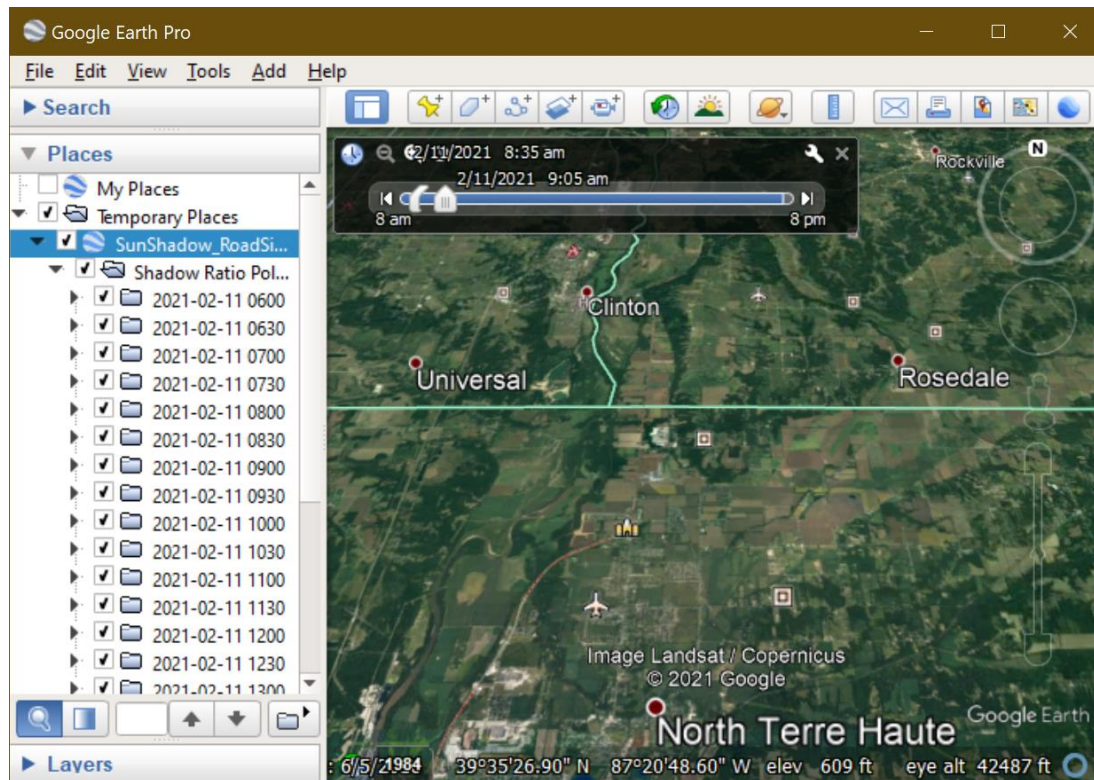 Google Earth Pro
File Edit View Tools Add Help
Search
Places
My Places
Temporary Places
SunShadow_RoadSi...
Shadow Ratio Pol...
2021-02-11 0600
2021-02-11 0630
2021-02-11 0700
2021-02-11 0730
2021-02-11 0800
2021-02-11 0830
2021-02-11 0900
2021-02-11 0930
2021-02-11 1000
2021-02-11 1030
2021-02-11 1100
2021-02-11 1130
2021-02-11 1200
2021-02-11 1230
2021-02-11 1300
Layers
2/11/2021 8:35 am
2/11/2021 9:05 am
8 am 8 pm
Rockville
N
Clinton
Universal
Rosedale
Image Landsat / Copernicus
© 2021 Google
North Terre Haute
Google Earth
1984 39°35'26.90" N 87°20'48.60" W elev 609 ft eye alt 42487 ft